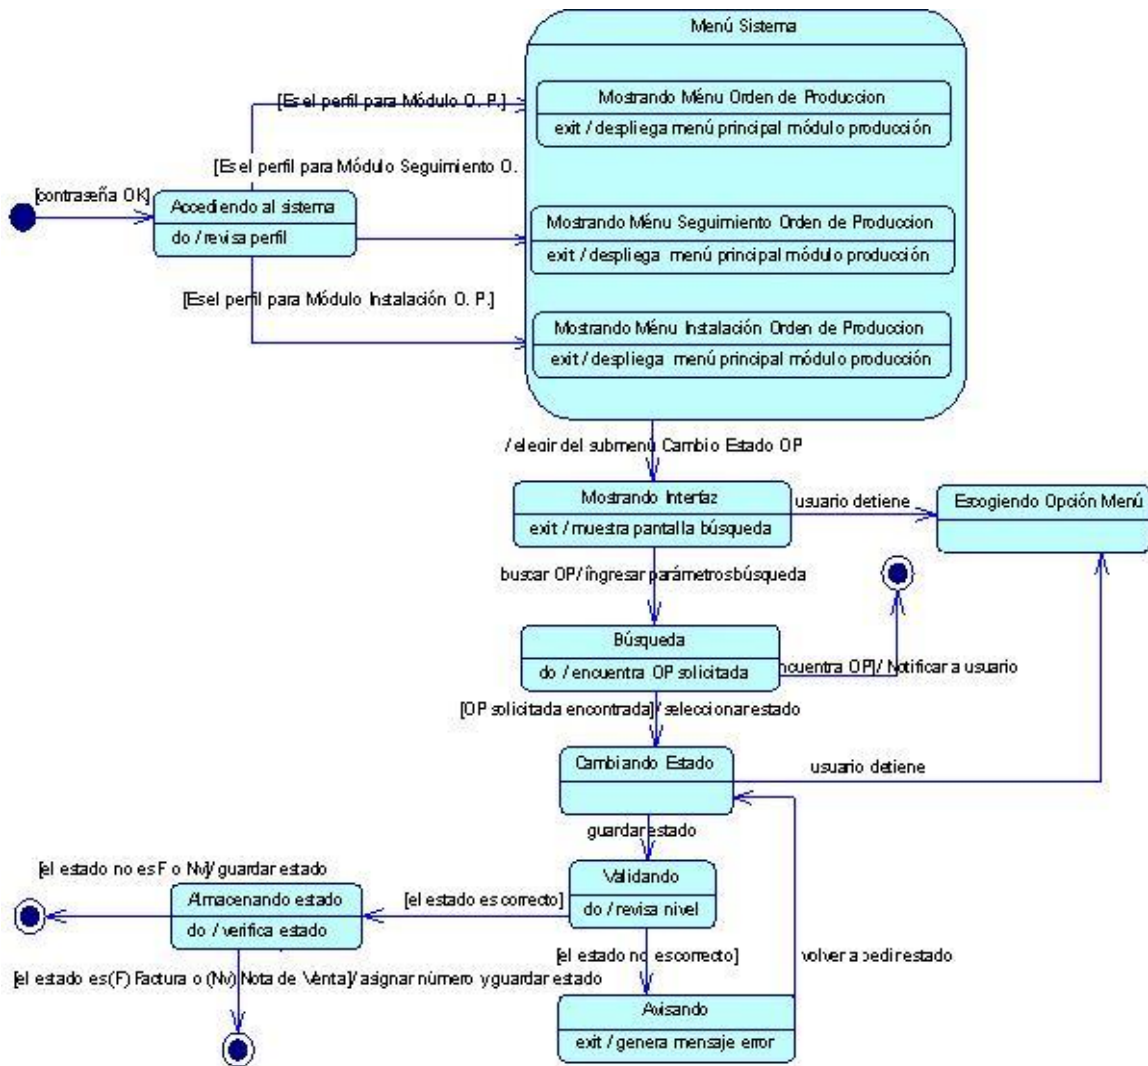 Menú Sistema
Mostrando Ménu Orden de Produccion
exit / despliega menú principal módulo producción
[Es el perfil para Módulo O. P.]
[Es el perfil para Módulo Seguimiento O.
[contraseña OK]
Accediendo al sistema
do / revisa perfil
Mostrando Ménu Seguimiento Orden de Produccion
exit / despliega menú principal módulo producción
[Es el perfil para Módulo Instalación O. P.]
Mostrando Ménu Instalación Orden de Produccion
exit / despliega menú principal módulo producción
/ elegir del submenú Cambio Estado OP
Mostrando Interfaz
exit / muestra pantalla búsqueda
usuario detiene
Escogiendo Opción Menú
buscar OP/ ingresar parámetros búsqueda
Búsqueda
do / encuentra OP solicitada
ncuentra OP]/ Notificar a usuario
[OP solicitada encontrada]/ seleccionar estado
Cambiando Estado
usuario detiene
guardar estado
[el estado no es F o Nv]/ guardar estado
Validando
do / revisa nivel
[el estado es correcto]
Almacenando estado
do / verifica estado
[el estado no es correcto]
volver a pedir estado
[el estado es (F) Factura o (Nv) Nota de Venta]/ asignar número y guardar estado
Avisando
exit / genera mensaje error